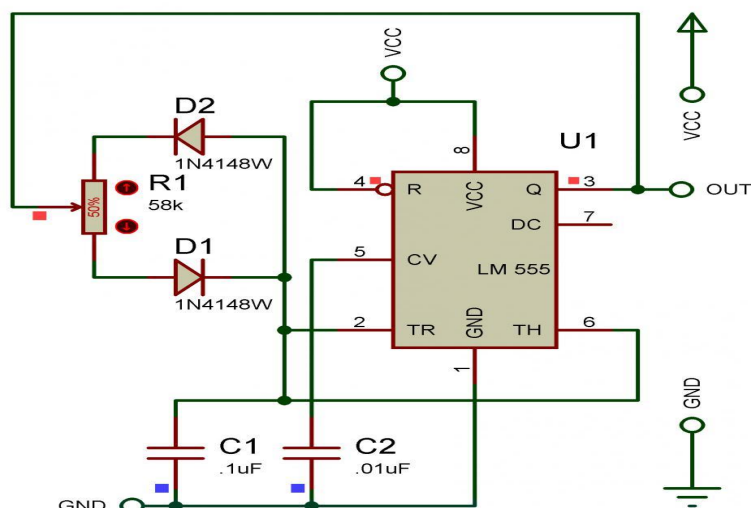 VCC
VCC
D2
1N4148W
U1
R1
50%
58k
4
R
8
VCC
Q
3
OUT
DC
7
D1
1N4148W
5
CV
LM 555
2
TR
GND
TH
6
1
GND
C1
.1uF
C2
.01uF
GND